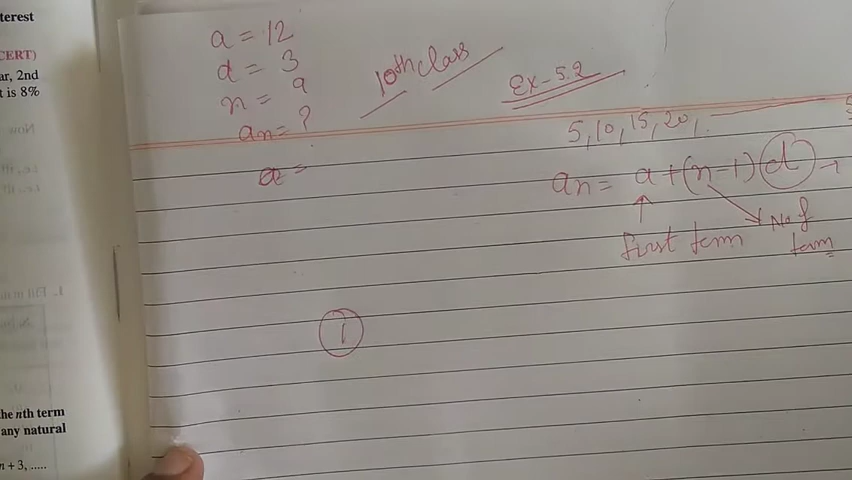 terest
CERT)
ar, 2nd
t is 8%
the nth term
any natural
n + 3, .....
a = 12
d = 3
n = 9
an = ?
a =
10th class
Ex-5.2
5, 10, 15, 20,
an = a + (n-1) d →
first term
No. of
term
1